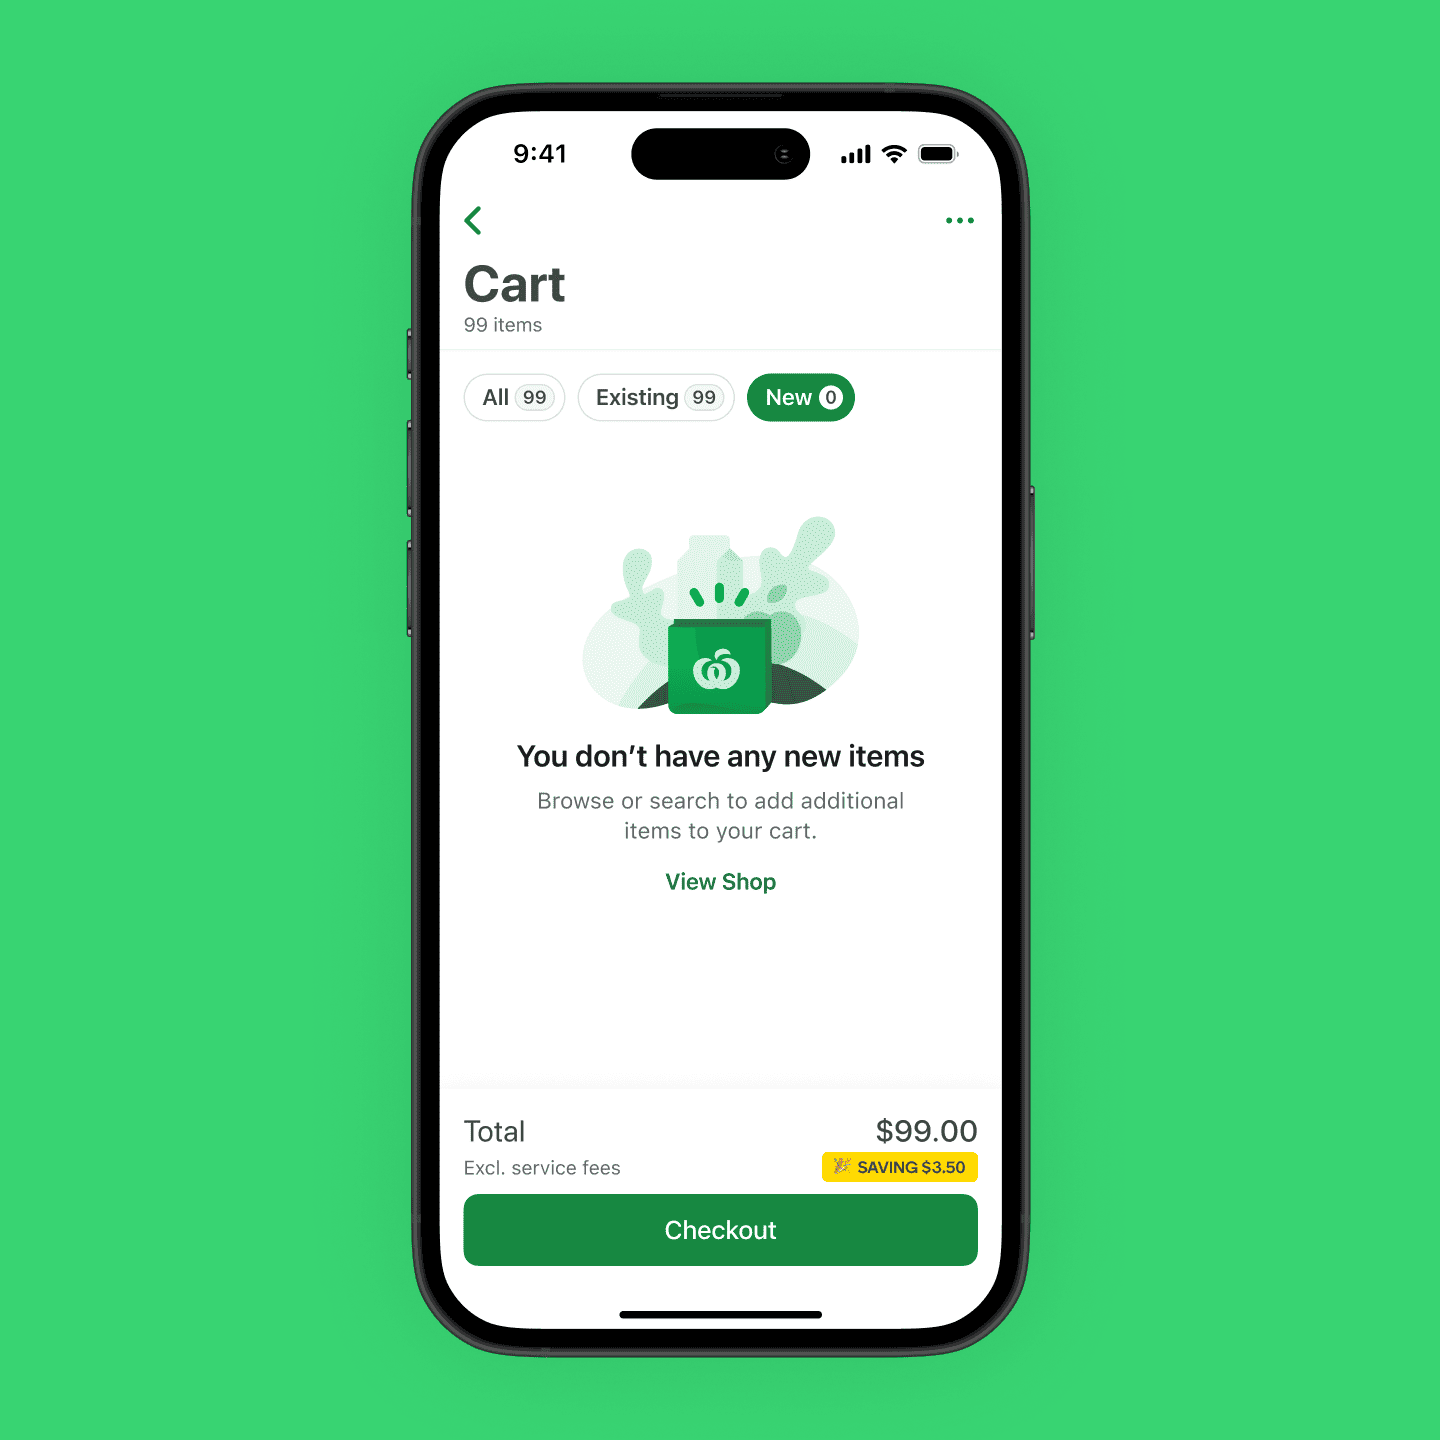 9:41
Cart
99 items
All 99 Existing 99 New 0
You don’t have any new items
Browse or search to add additional
items to your cart.
View Shop
Total $99.00
Excl. service fees SAVING $3.50
Checkout